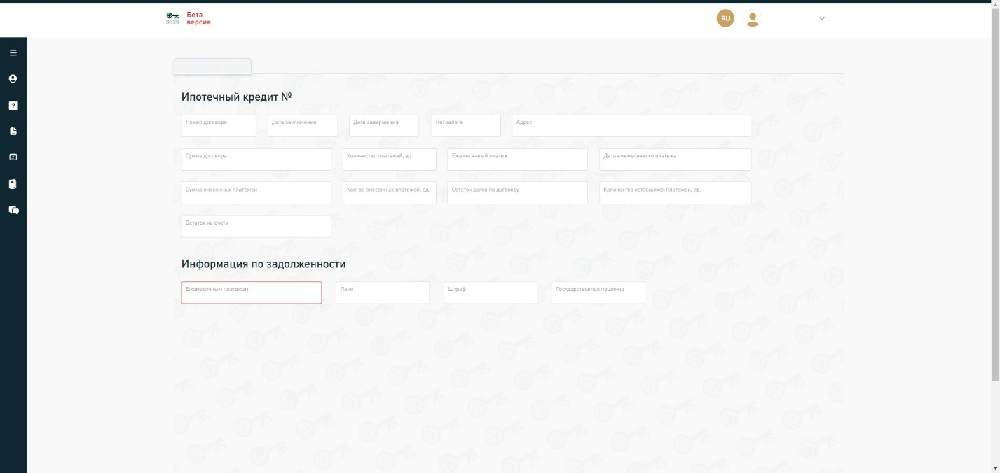 Бета
версия
RU
Ипотечный кредит №
Номер договора Дата заключения Дата завершения Тип залога Адрес
Сумма договора Количество платежей, ед. Ежемесячный платеж Дата ежемесячного платежа
Сумма внесенных платежей Кол-во внесенных платежей, ед. Остаток долга по договору Количество оставшихся платежей, ед.
Остаток на счету
Информация по задолженности
Ежемесячным платежам Пеня Штраф Государственная пошлина